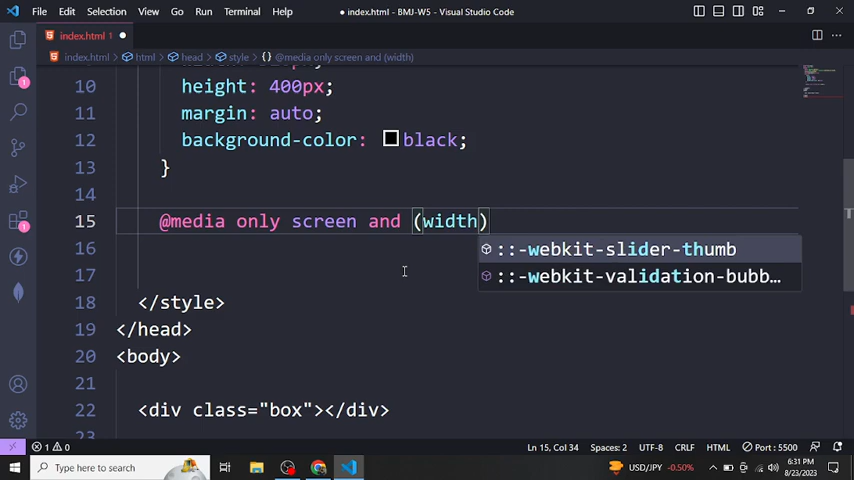 File Edit Selection View Go Run Terminal Help
● index.html - BMJ-W5 - Visual Studio Code
index.html 1 ●
index.html > html > head > style > {} @media only screen and (width)
10 height: 400px;
11 margin: auto;
12 background-color: black;
13 }
14
15 @media only screen and (width)
16 ::-webkit-slider-thumb
17 ::-webkit-validation-bubb...
18 </style>
19 </head>
20 <body>
21
22 <div class="box"></div>
23
1 0 Ln 15, Col 34 Spaces: 2 UTF-8 CRLF HTML Port : 5500
Type here to search USD/JPY -0.50% 6:31 PM
8/23/2023